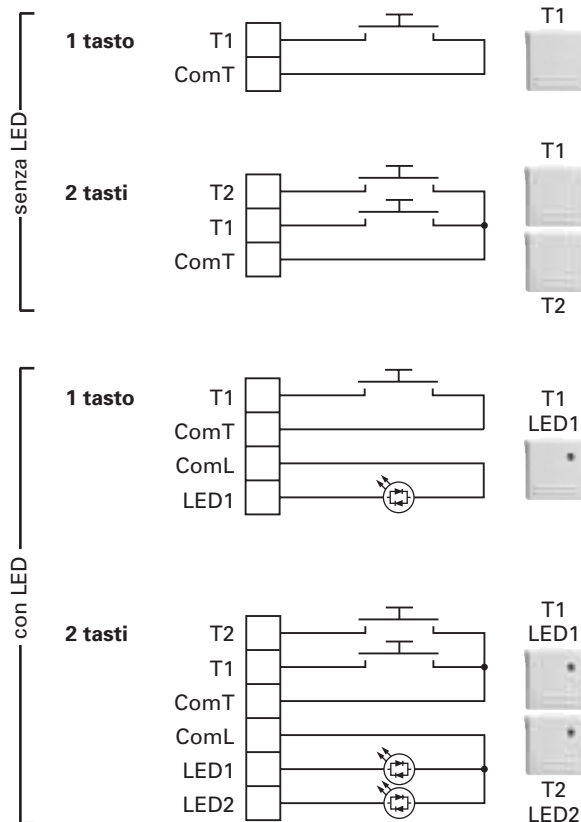 senza LED
1 tasto
T1
ComT
T1
2 tasti
T2
T1
ComT
T1
T2
con LED
1 tasto
T1
ComT
ComL
LED1
T1
LED1
2 tasti
T2
T1
ComT
ComL
LED1
LED2
T1
LED1
T2
LED2